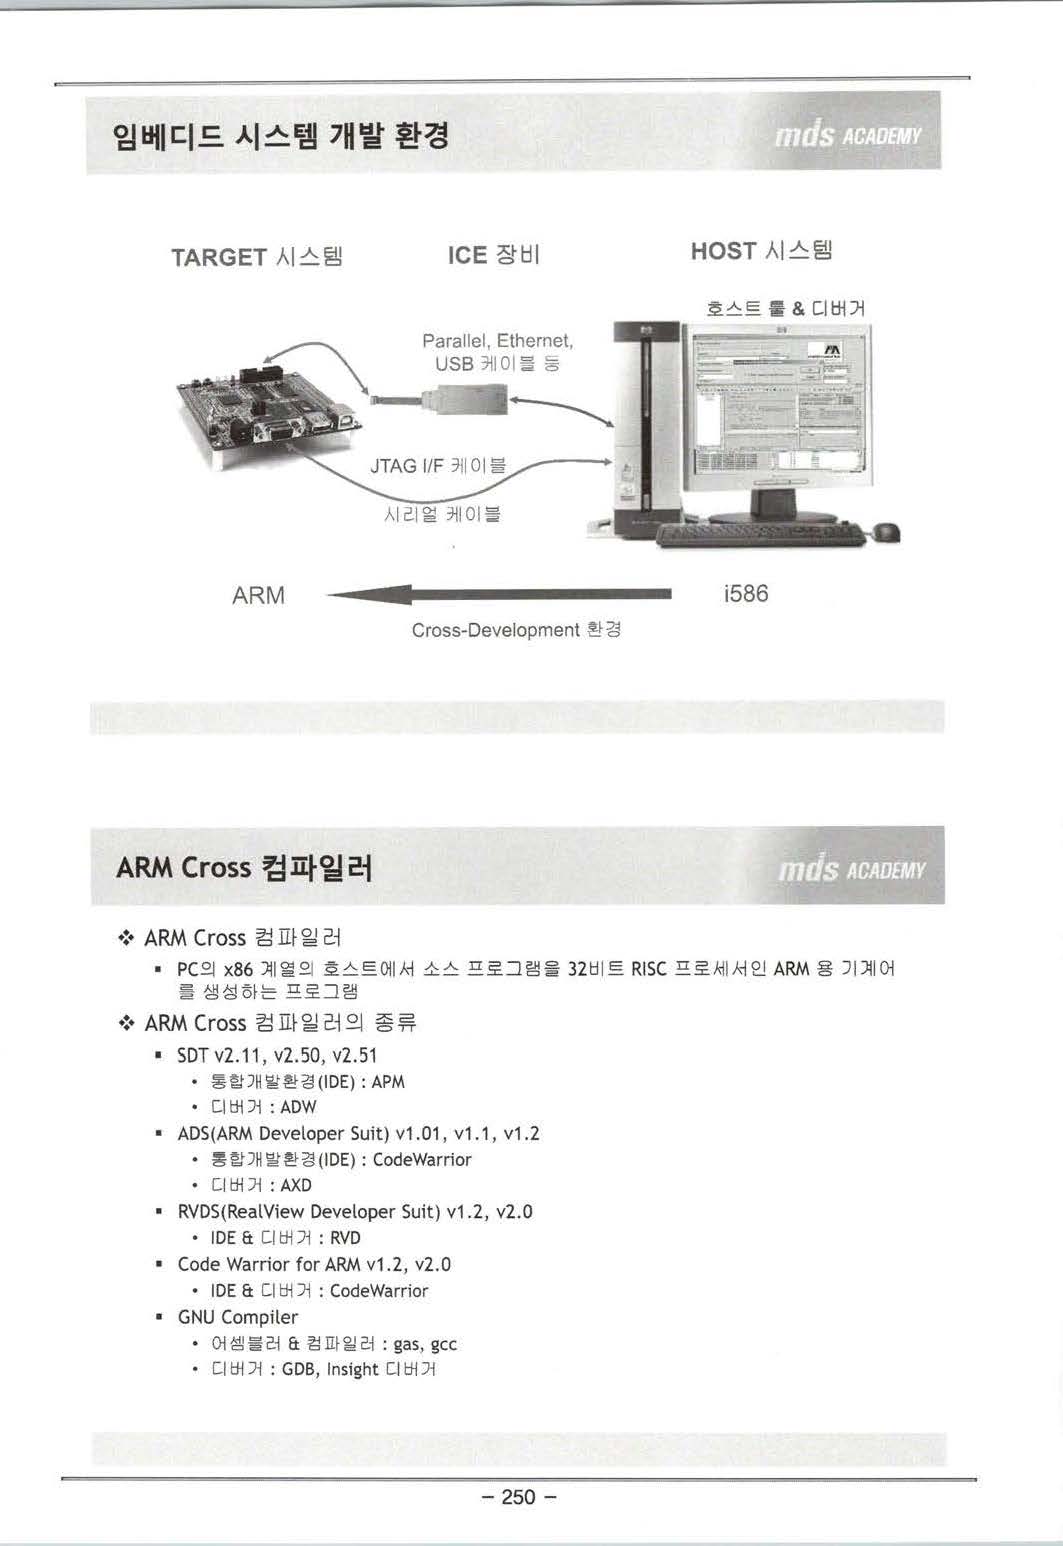 임베디드 시스템 개발 환경
mds ACADEMY
TARGET 시스템
ICE 장비
HOST 시스템
호스트 툴 & 디버거
Parallel, Ethernet,
USB 케이블 등
JTAG I/F 케이블
시리얼 케이블
ARM
i586
Cross-Development 환경
ARM Cross 컴파일러
mds ACADEMY
❖ ARM Cross 컴파일러
▪ PC의 x86 계열의 호스트에서 소스 프로그램을 32비트 RISC 프로세서인 ARM 용 기계어
를 생성하는 프로그램
❖ ARM Cross 컴파일러의 종류
▪ SDT v2.11, v2.50, v2.51
• 통합개발환경(IDE) : APM
• 디버거 : ADW
▪ ADS(ARM Developer Suit) v1.01, v1.1, v1.2
• 통합개발환경(IDE) : CodeWarrior
• 디버거 : AXD
▪ RVDS(RealView Developer Suit) v1.2, v2.0
• IDE & 디버거 : RVD
▪ Code Warrior for ARM v1.2, v2.0
• IDE & 디버거 : CodeWarrior
▪ GNU Compiler
• 어셈블러 & 컴파일러 : gas, gcc
• 디버거 : GDB, Insight 디버거
- 250 -